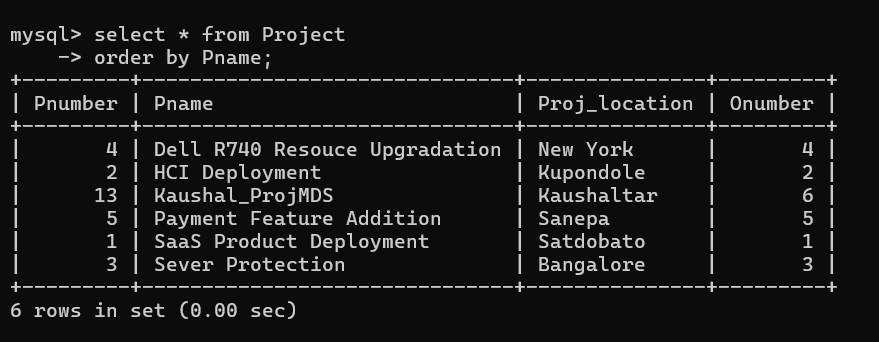 mysql> select * from Project
    -> order by Pname;
+---------+-------------------------------+---------------+---------+
| Pnumber | Pname                         | Proj_location | Onumber |
+---------+-------------------------------+---------------+---------+
|       4 | Dell R740 Resouce Upgradation | New York      |       4 |
|       2 | HCI Deployment                | Kupondole     |       2 |
|      13 | Kaushal_ProjMDS               | Kaushaltar    |       6 |
|       5 | Payment Feature Addition      | Sanepa        |       5 |
|       1 | SaaS Product Deployment       | Satdobato     |       1 |
|       3 | Sever Protection              | Bangalore     |       3 |
+---------+-------------------------------+---------------+---------+
6 rows in set (0.00 sec)